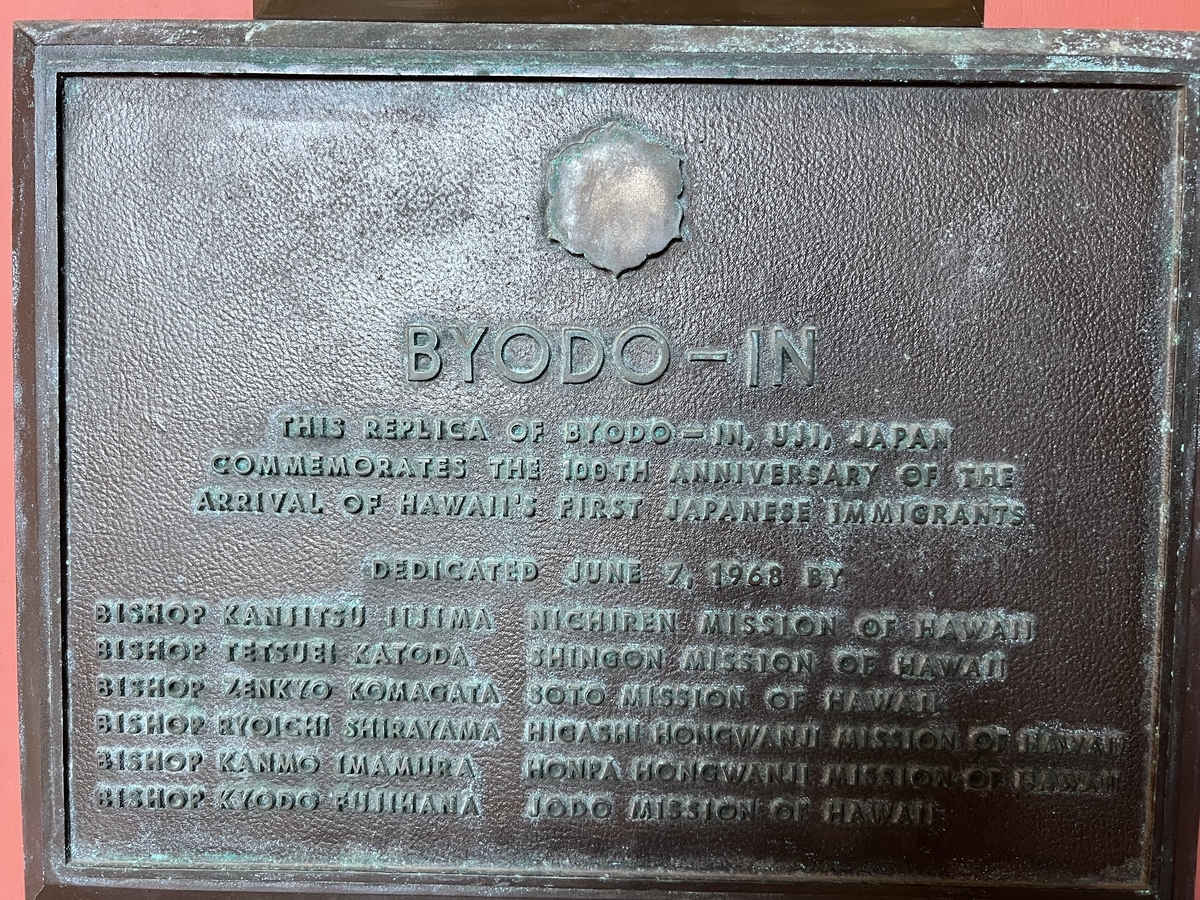 BYODO-IN
THIS REPLICA OF BYODO-IN, UJI, JAPAN
COMMEMORATES THE 100TH ANNIVERSARY OF THE
ARRIVAL OF HAWAII'S FIRST JAPANESE IMMIGRANTS
DEDICATED JUNE 7, 1968 BY
BISHOP KANJITSU IIJIMA NICHIREN MISSION OF HAWAII
BISHOP TETSUEI KATODA SHINGON MISSION OF HAWAII
BISHOP ZENKYO KOMAGATA SOTO MISSION OF HAWAII
BISHOP RYOICHI SHIRAYAMA HIGASHI HONGWANJI MISSION OF HAWAII
BISHOP KANMO IMAMURA HONPA HONGWANJI MISSION OF HAWAII
BISHOP KYODO FUJIHANA JODO MISSION OF HAWAII